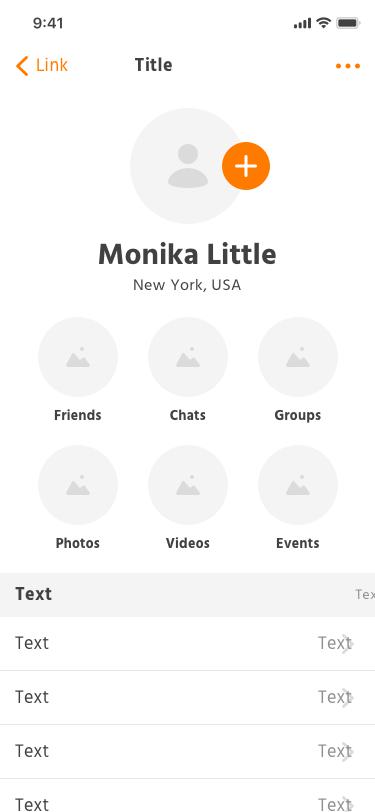 9:41
Link Title
Monika Little
New York, USA
Friends Chats Groups
Photos Videos Events
Text Tex
Text Text
Text Text
Text Text
Text Text